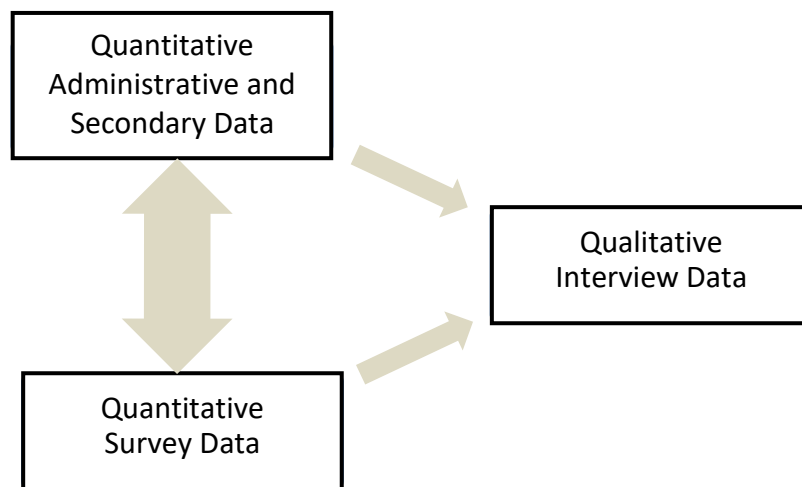 Quantitative
Administrative and
Secondary Data
Qualitative
Interview Data
Quantitative
Survey Data